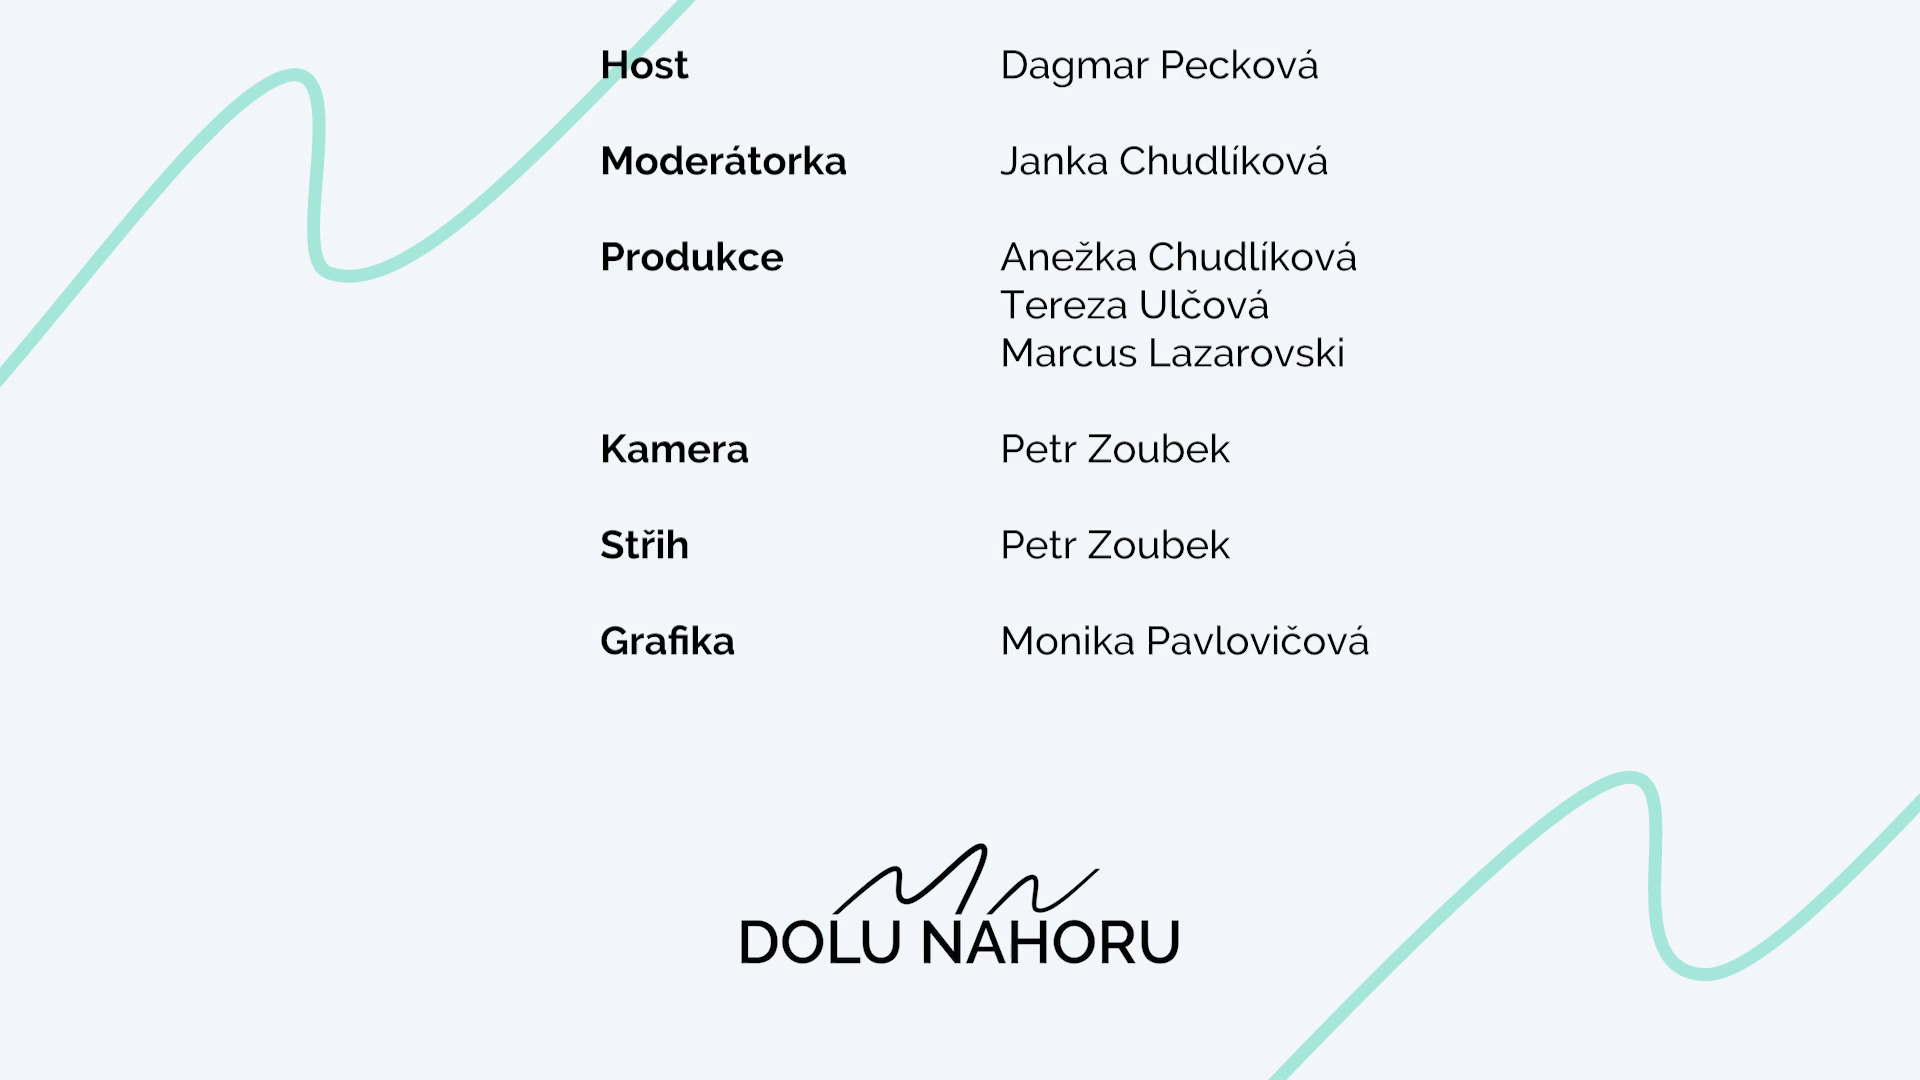 Host Dagmar Pecková
Moderátorka Janka Chudlíková
Produkce Anežka Chudlíková
Tereza Ulčová
Marcus Lazarovski
Kamera Petr Zoubek
Střih Petr Zoubek
Grafika Monika Pavlovičová
DOLU NAHORU